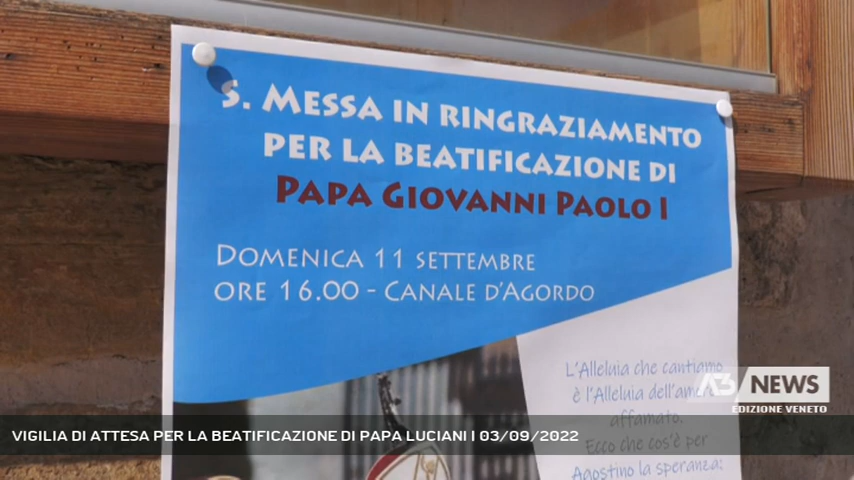 S. Messa in ringraziamento
per la beatificazione di
Papa Giovanni Paolo I
Domenica 11 settembre
ore 16.00 - Canale d'Agordo
L'Alleluia che cantiamo
è l'Alleluia dell'amore
affamato.
Ecco che cos'è per
Agostino la speranza:
A3 NEWS
EDIZIONE VENETO
VIGILIA DI ATTESA PER LA BEATIFICAZIONE DI PAPA LUCIANI | 03/09/2022